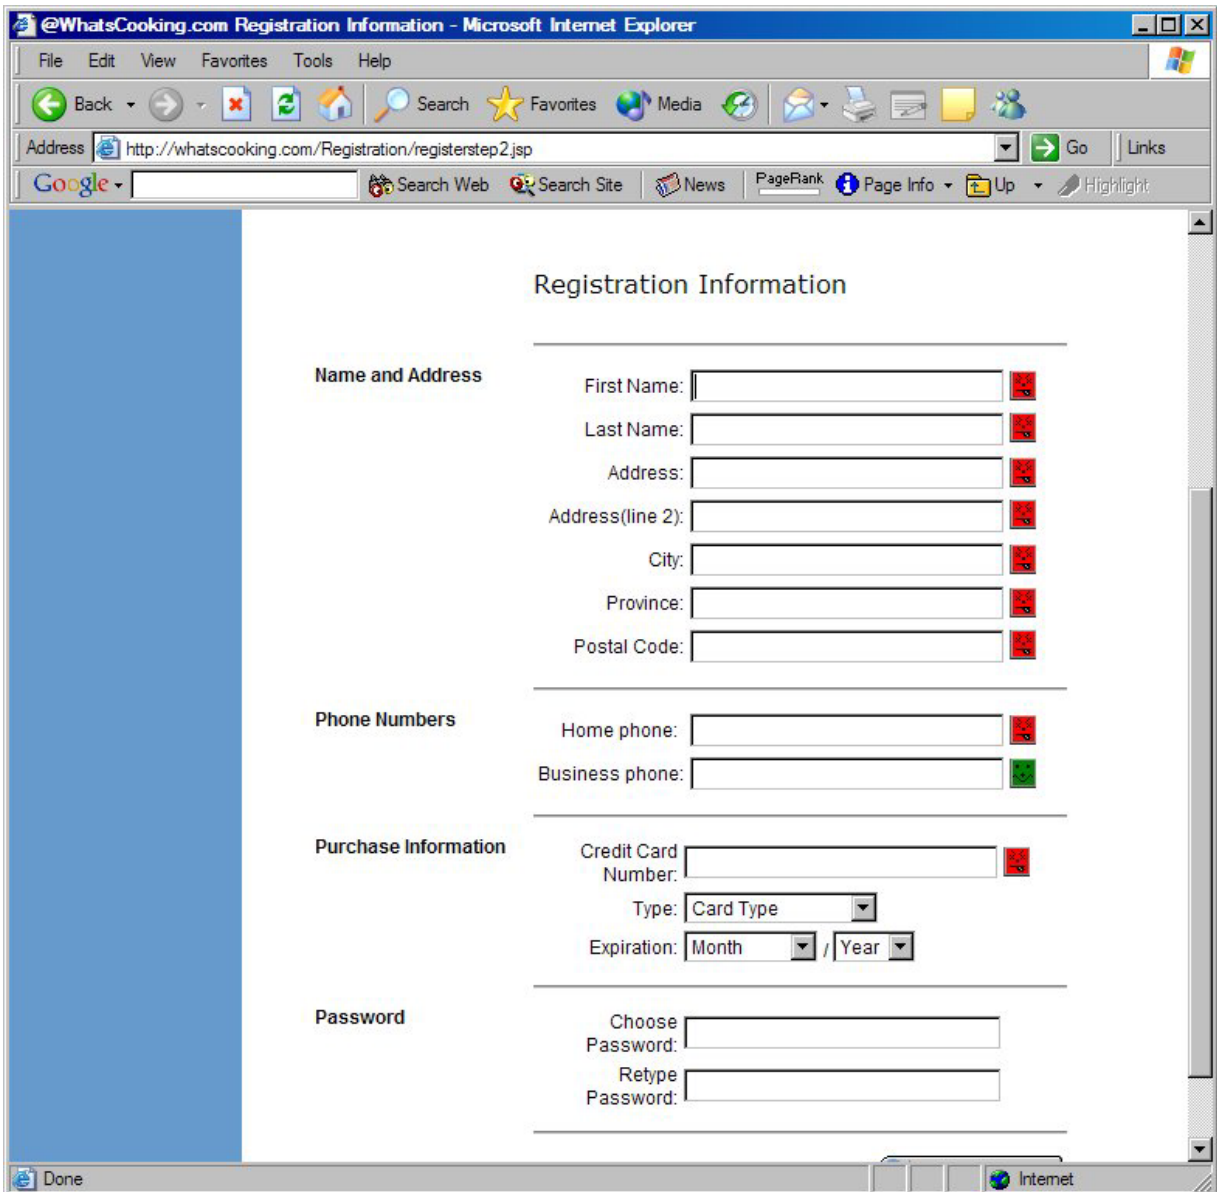 @WhatsCooking.com Registration Information - Microsoft Internet Explorer
File Edit View Favorites Tools Help
Back Search Favorites Media
Address http://whatscooking.com/Registration/registerstep2.jsp Go Links
Google Search Web Search Site News PageRank Page Info Up Highlight
Registration Information
Name and Address
First Name:
Last Name:
Address:
Address(line 2):
City:
Province:
Postal Code:
Phone Numbers
Home phone:
Business phone:
Purchase Information
Credit Card
Number:
Type: Card Type
Expiration: Month / Year
Password
Choose
Password:
Retype
Password:
Done Internet